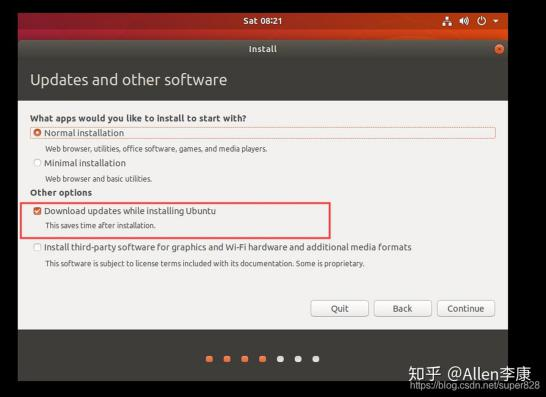 Sat 08:21
Install
Updates and other software
What apps would you like to install to start with?
Normal installation
Web browser, utilities, office software, games, and media players.
Minimal installation
Web browser and basic utilities.
Other options
Download updates while installing Ubuntu
This saves time after installation.
Install third-party software for graphics and Wi-Fi hardware and additional media formats
This software is subject to license terms included with its documentation. Some is proprietary.
Quit Back Continue
知乎 @Allen李康
https://blog.csdn.net/super828